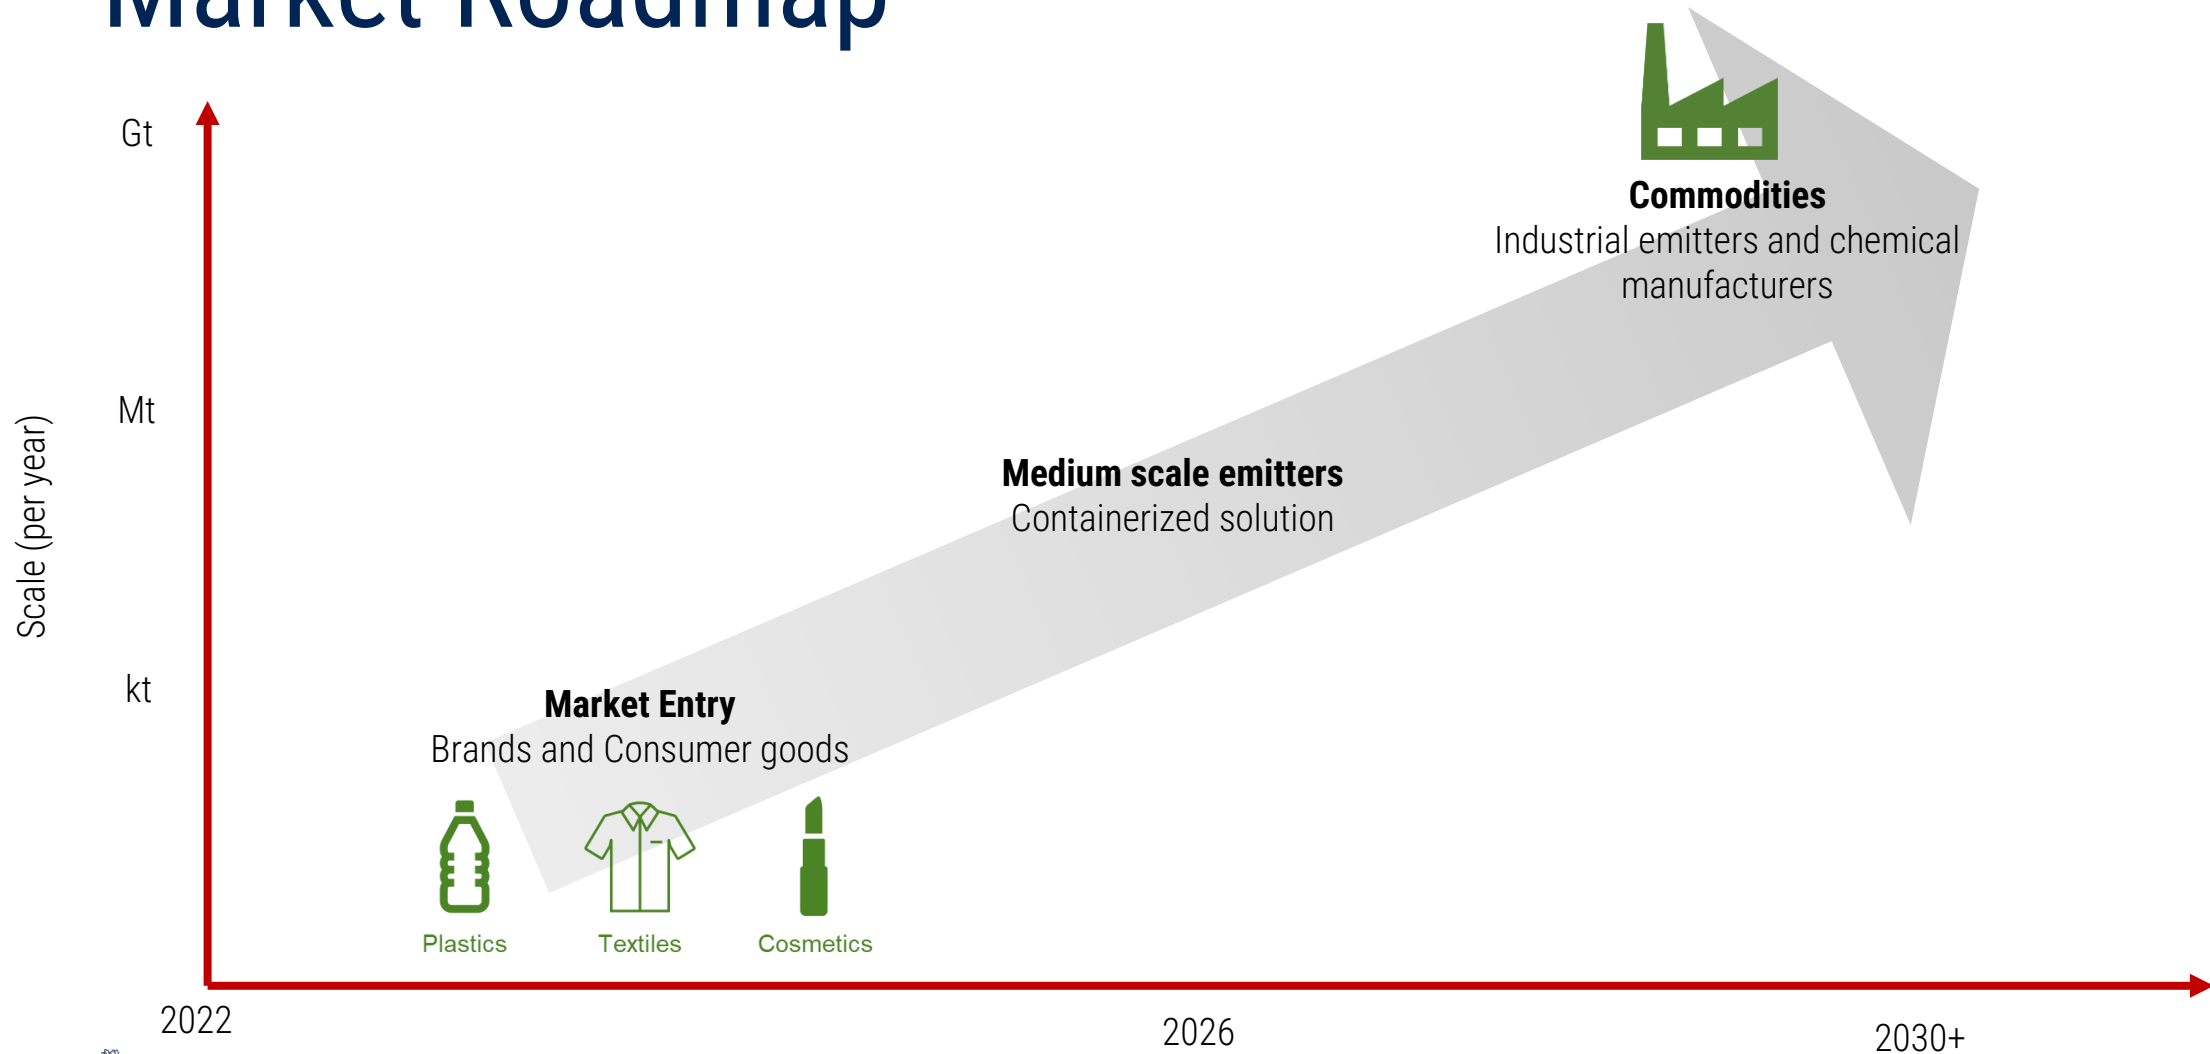 Market Roadmap
Gt
Mt
kt
Scale (per year)
Commodities
Industrial emitters and chemical
manufacturers
Medium scale emitters
Containerized solution
Market Entry
Brands and Consumer goods
Plastics
Textiles
Cosmetics
2022
2026
2030+